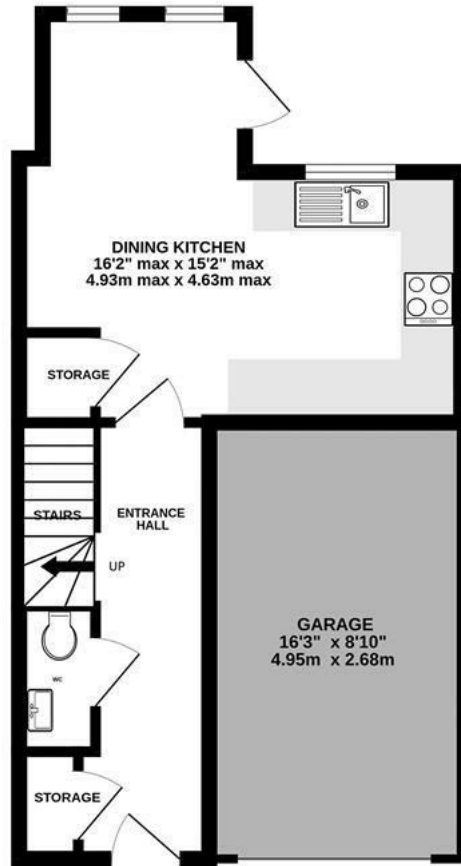 DINING KITCHEN
16'2" max x 15'2" max
4.93m max x 4.63m max
STORAGE
STAIRS
ENTRANCE
HALL
UP
WC
GARAGE
16'3" x 8'10"
4.95m x 2.68m
STORAGE